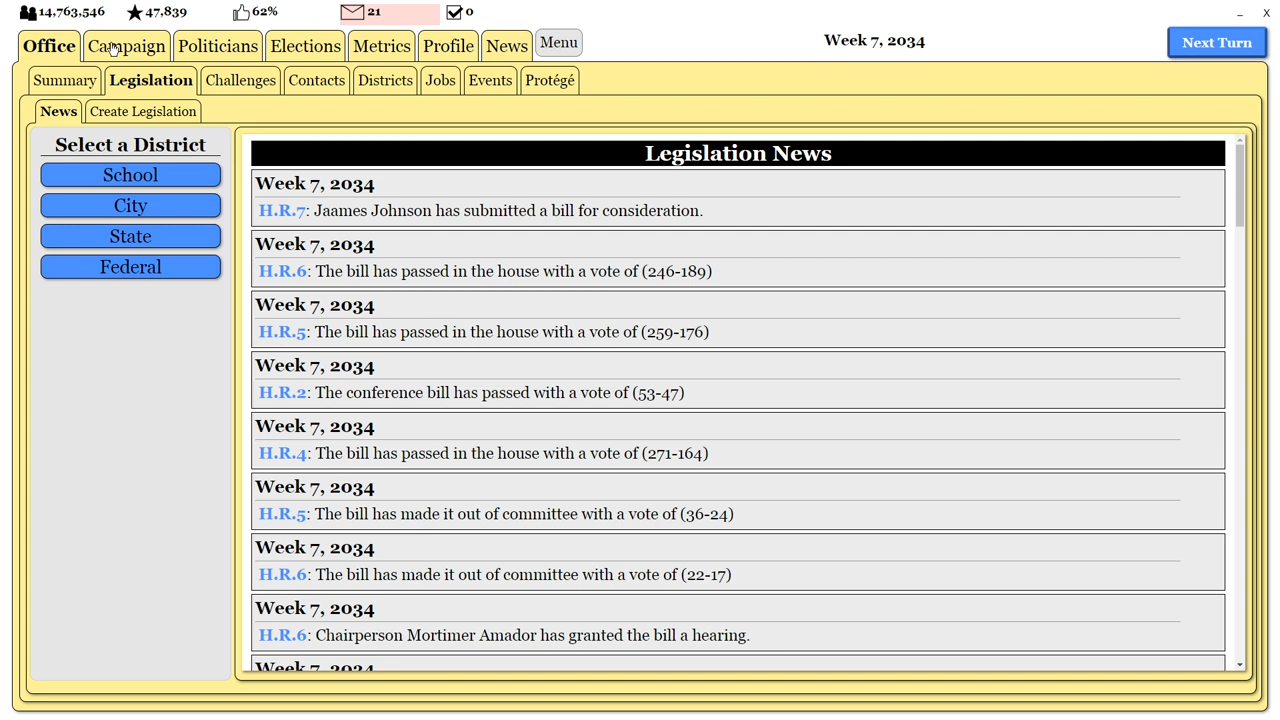 14,763,546 47,839 62% 21 0 _ X
Office Campaign Politicians Elections Metrics Profile News Menu Week 7, 2034 Next Turn
Summary Legislation Challenges Contacts Districts Jobs Events Protégé
News Create Legislation
Select a District
School
City
State
Federal
Legislation News
Week 7, 2034
H.R.7: Jaames Johnson has submitted a bill for consideration.
Week 7, 2034
H.R.6: The bill has passed in the house with a vote of (246-189)
Week 7, 2034
H.R.5: The bill has passed in the house with a vote of (259-176)
Week 7, 2034
H.R.2: The conference bill has passed with a vote of (53-47)
Week 7, 2034
H.R.4: The bill has passed in the house with a vote of (271-164)
Week 7, 2034
H.R.5: The bill has made it out of committee with a vote of (36-24)
Week 7, 2034
H.R.6: The bill has made it out of committee with a vote of (22-17)
Week 7, 2034
H.R.6: Chairperson Mortimer Amador has granted the bill a hearing.
Week 7, 2034